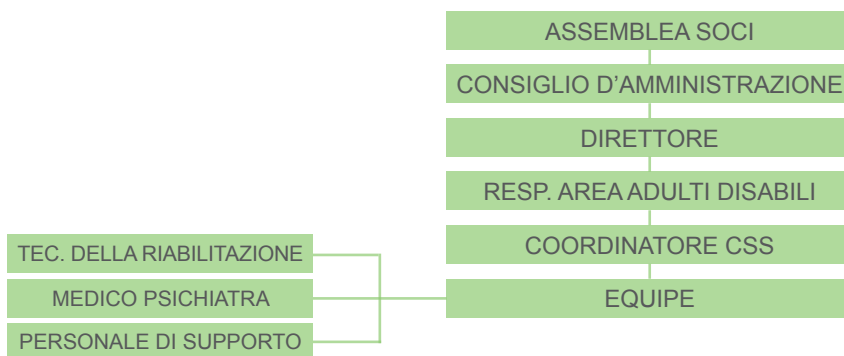 ASSEMBLEA SOCI
CONSIGLIO D’AMMINISTRAZIONE
DIRETTORE
RESP. AREA ADULTI DISABILI
COORDINATORE CSS
TEC. DELLA RIABILITAZIONE
MEDICO PSICHIATRA
EQUIPE
PERSONALE DI SUPPORTO